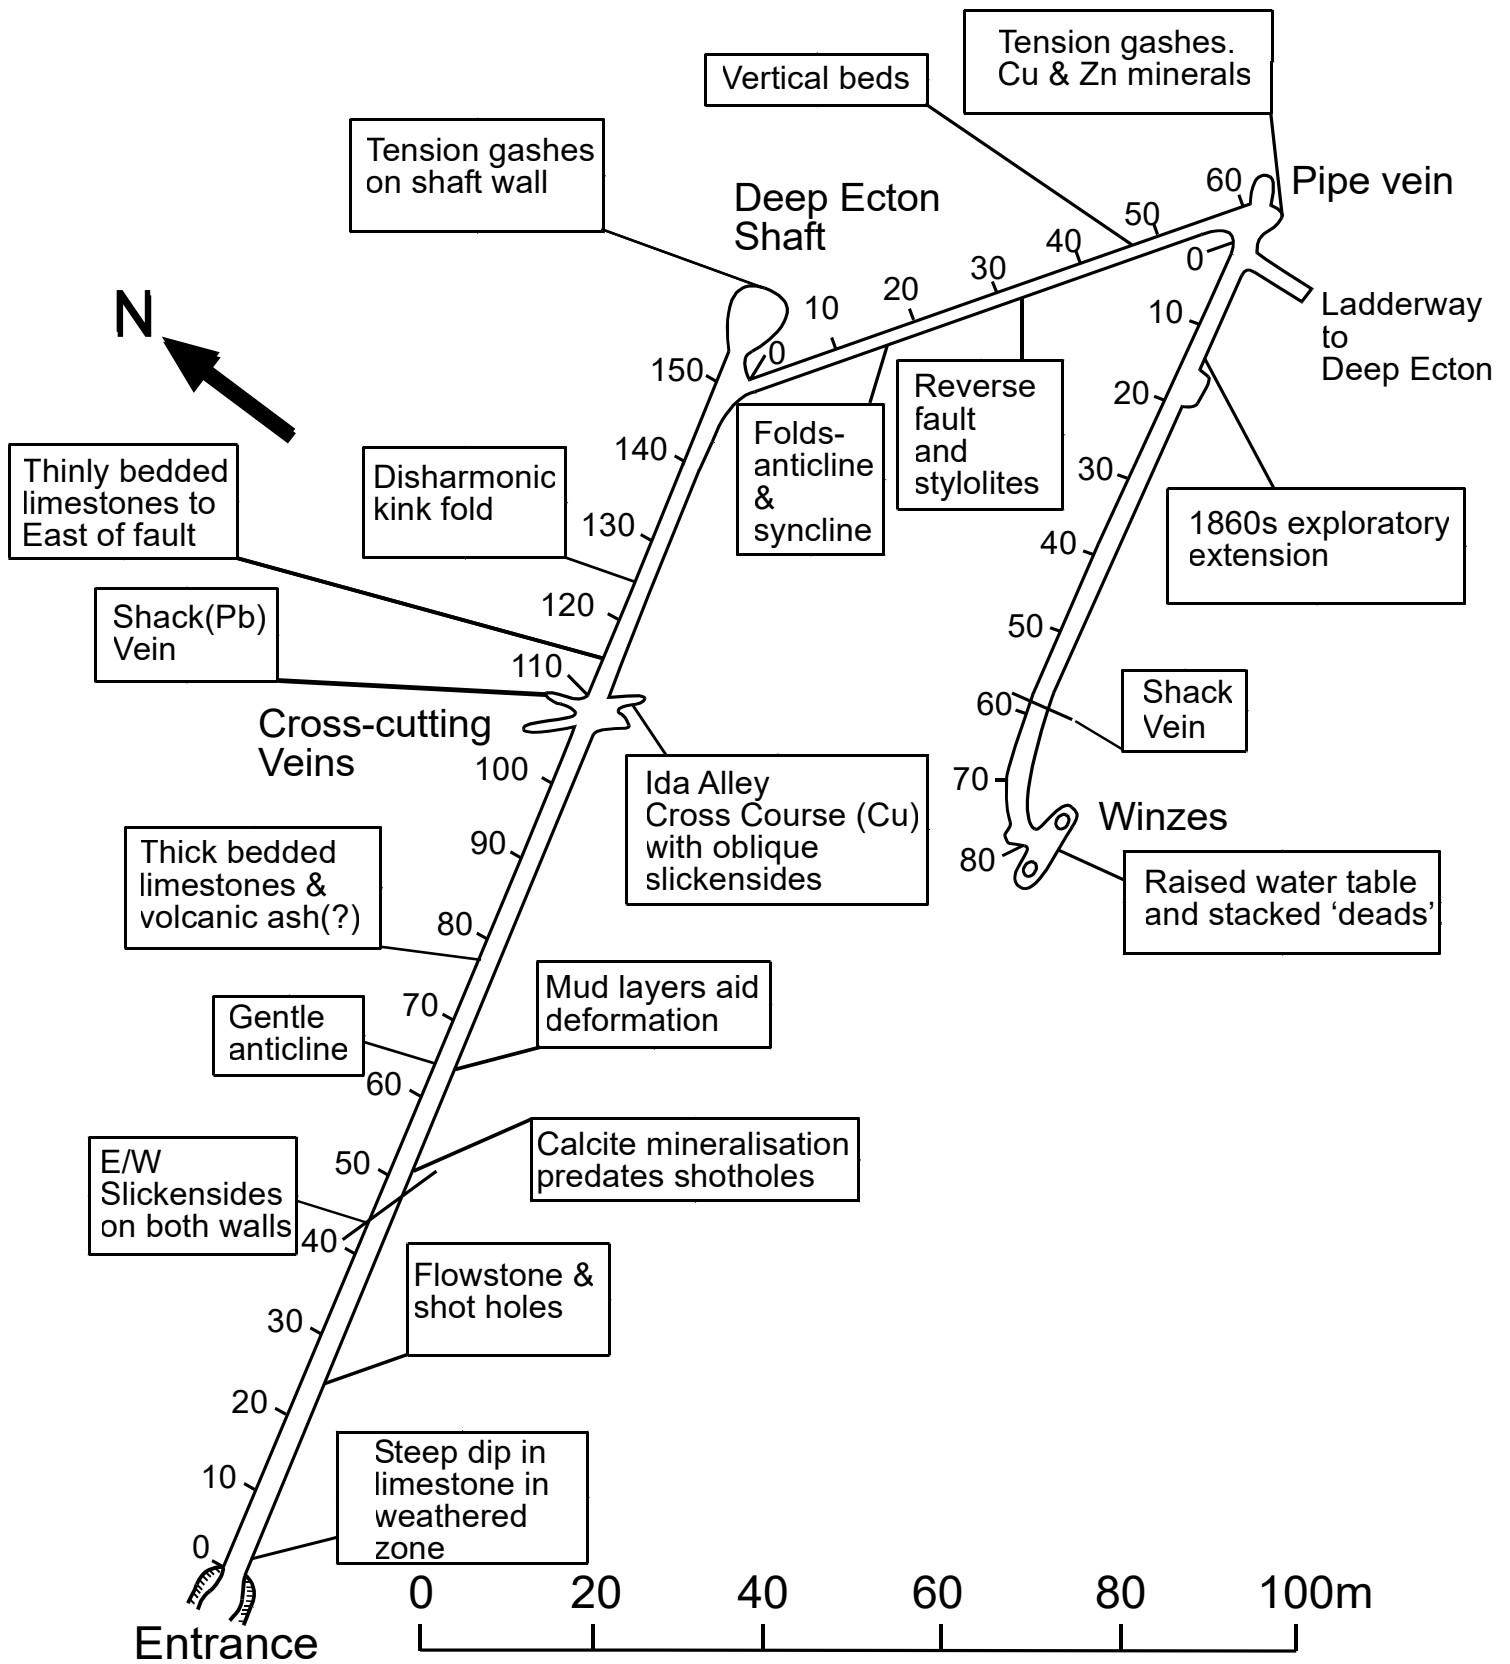 Tension gashes.
Cu & Zn minerals
Vertical beds
Tension gashes
on shaft wall
Deep Ecton
Shaft
Pipe vein
60
50
40
30
20
10
0
0
10
20
30
40
50
60
70
80
Ladderway
to
Deep Ecton
N
150
140
130
120
110
100
90
80
70
60
50
40
30
20
10
0
Folds-
anticline
&
syncline
Reverse
fault
and
stylolites
1860s exploratory
extension
Thinly bedded
limestones to
East of fault
Disharmonic
kink fold
Shack(Pb)
Vein
Cross-cutting
Veins
Ida Alley
Cross Course (Cu)
with oblique
slickensides
Shack
Vein
Winzes
Raised water table
and stacked ‘deads’
Thick bedded
limestones &
volcanic ash(?)
Mud layers aid
deformation
Gentle
anticline
Calcite mineralisation
predates shotholes
E/W
Slickensides
on both walls
Flowstone &
shot holes
Steep dip in
limestone in
weathered
zone
Entrance
0 20 40 60 80 100m